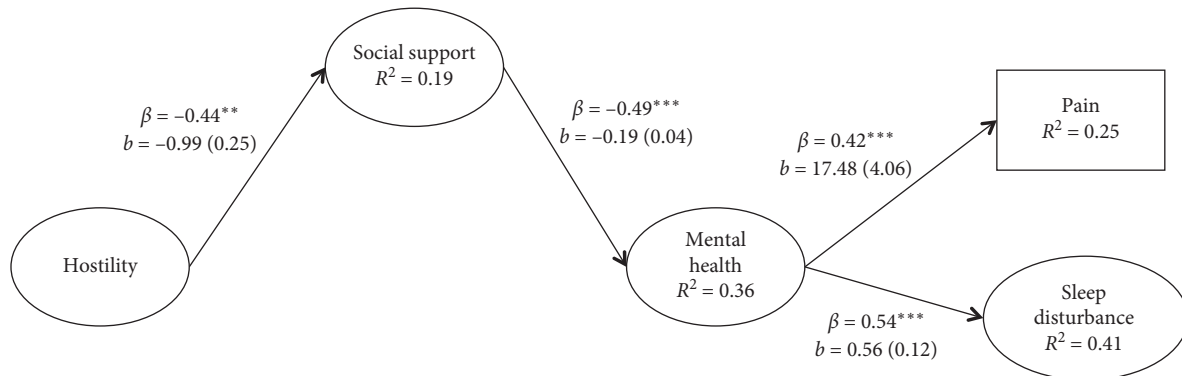 Social support
R² = 0.19
β = –0.44**
b = –0.99 (0.25)
β = –0.49***
b = –0.19 (0.04)
Pain
R² = 0.25
β = 0.42***
b = 17.48 (4.06)
Hostility
Mental
health
R² = 0.36
Sleep
disturbance
R² = 0.41
β = 0.54***
b = 0.56 (0.12)